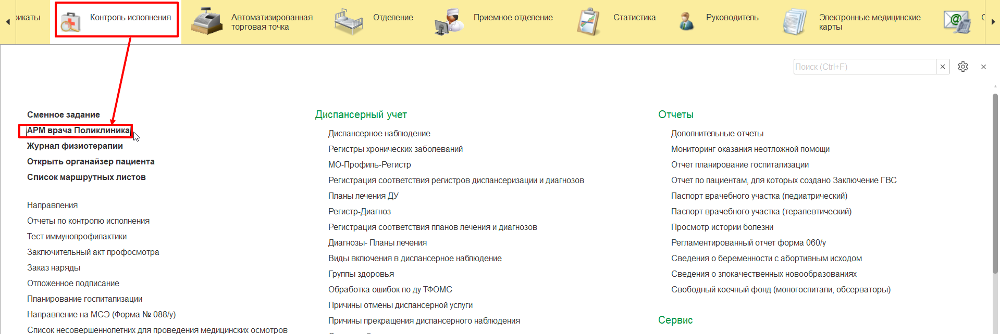 рикаты
Контроль исполнения
Автоматизированная
торговая точка
Отделение
Приемное отделение
Статистика
Руководитель
Электронные медицинские
карты
Поиск (Ctrl+F)
Сменное задание
АРМ врача Поликлиника
Журнал физиотерапии
Открыть органайзер пациента
Список маршрутных листов
Направления
Отчеты по контролю исполнения
Тест иммунопрофилактики
Заключительный акт профосмотра
Заказ наряды
Отложенное подписание
Планирование госпитализации
Направление на МСЭ (Форма № 088/у)
Список несовершеннолетних для проведения медицинских осмотров
Диспансерный учет
Диспансерное наблюдение
Регистры хронических заболеваний
МО-Профиль-Регистр
Регистрация соответствия регистров диспансеризации и диагнозов
Планы лечения ДУ
Регистр-Диагноз
Регистрация соответствия планов лечения и диагнозов
Диагнозы- Планы лечения
Виды включения в диспансерное наблюдение
Группы здоровья
Обработка ошибок по ду ТФОМС
Причины отмены диспансерной услуги
Причины прекращения диспансерного наблюдения
Отчеты
Дополнительные отчеты
Мониторинг оказания неотложной помощи
Отчет планирование госпитализации
Отчет по пациентам, для которых создано Заключение ГВС
Паспорт врачебного участка (педиатрический)
Паспорт врачебного участка (терапевтический)
Просмотр истории болезни
Регламентированный отчет форма 060/у
Сведения о беременности с абортивным исходом
Сведения о злокачественных новообразованиях
Свободный коечный фонд (моногоспитали, обсерваторы)
Сервис